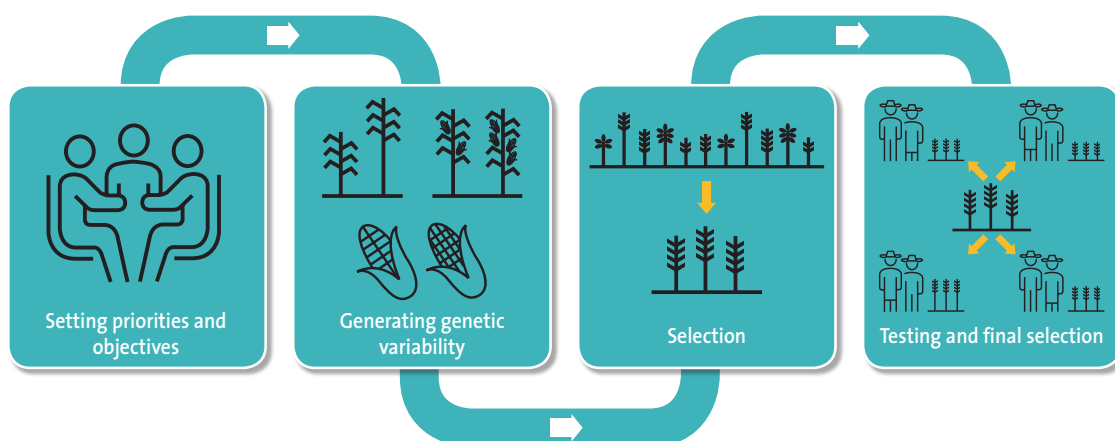 Setting priorities and
objectives
Generating genetic
variability
Selection
Testing and final selection